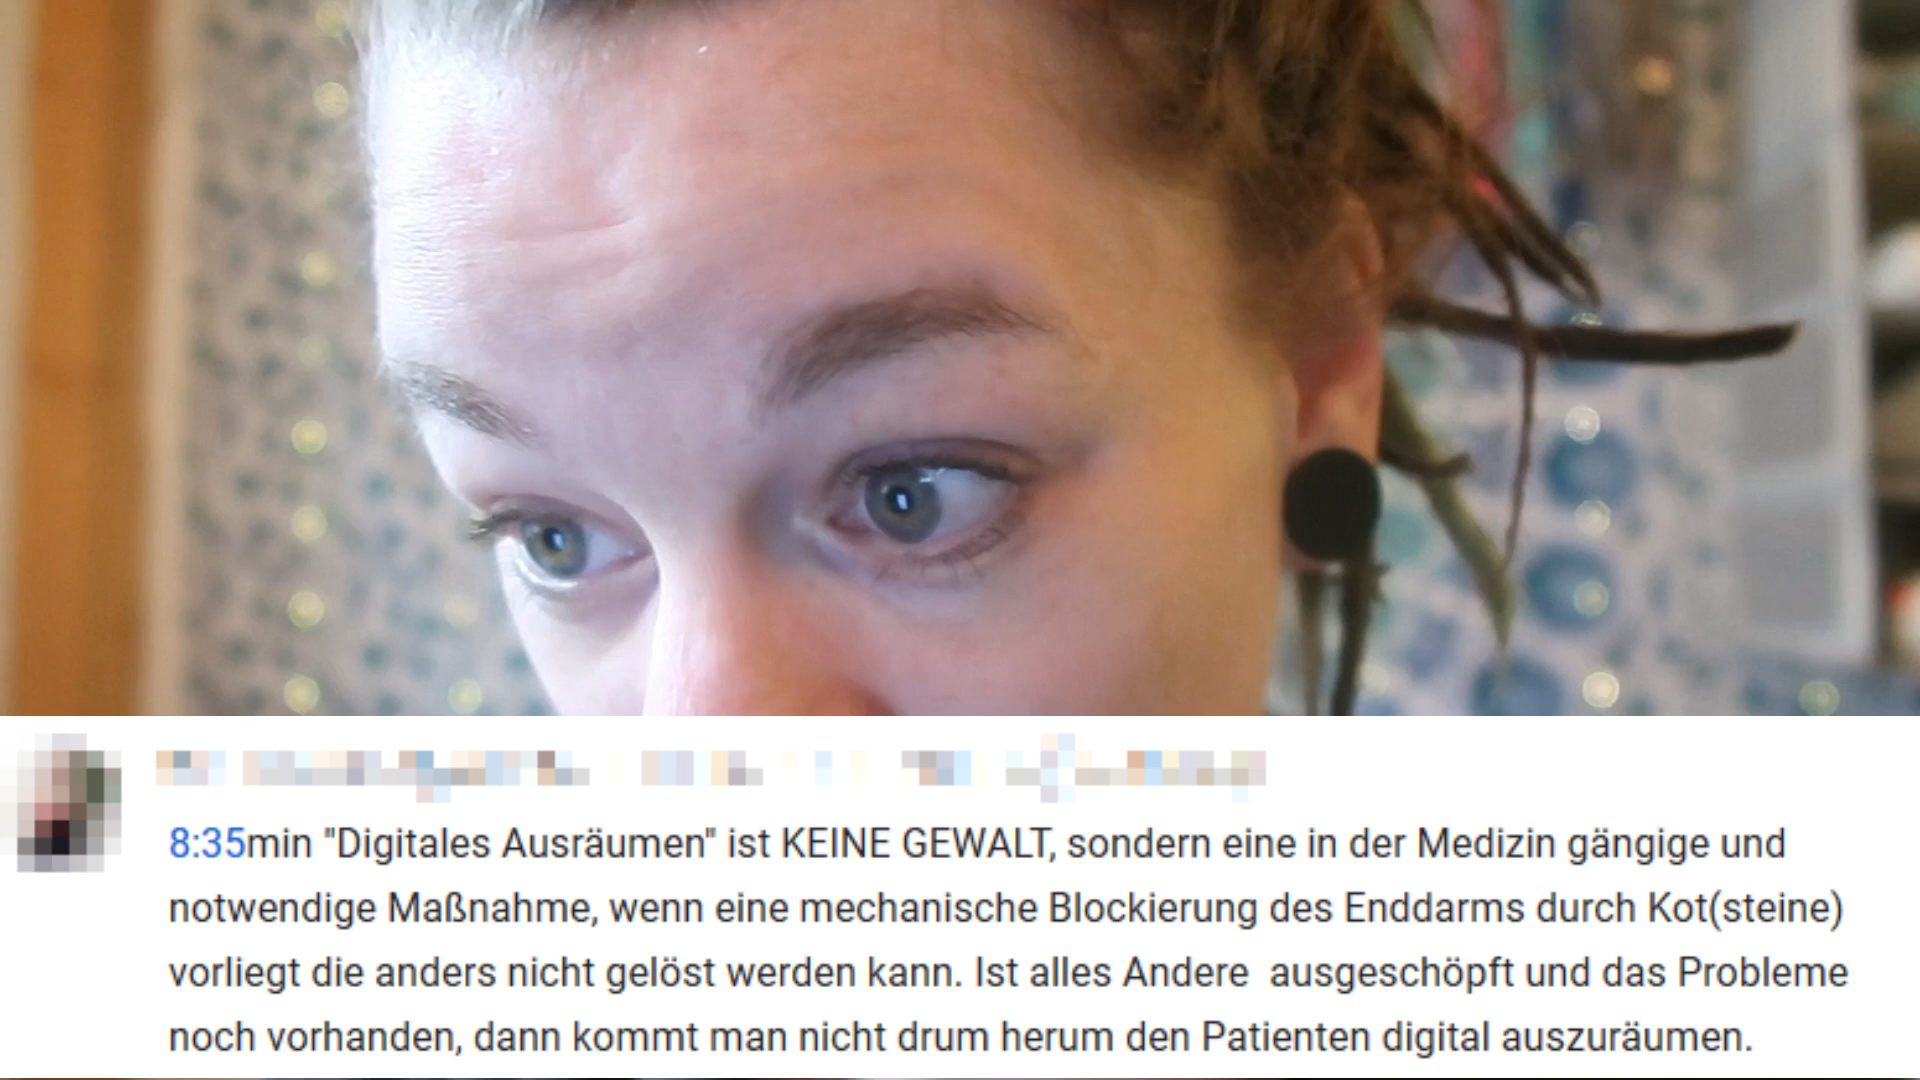 8:35min "Digitales Ausräumen" ist KEINE GEWALT, sondern eine in der Medizin gängige und
notwendige Maßnahme, wenn eine mechanische Blockierung des Enddarms durch Kot(steine)
vorliegt die anders nicht gelöst werden kann. Ist alles Andere  ausgeschöpft und das Probleme
noch vorhanden, dann kommt man nicht drum herum den Patienten digital auszuräumen.